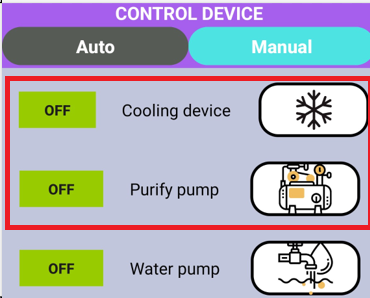 CONTROL DEVICE
Auto Manual
OFF Cooling device
OFF Purify pump
OFF Water pump